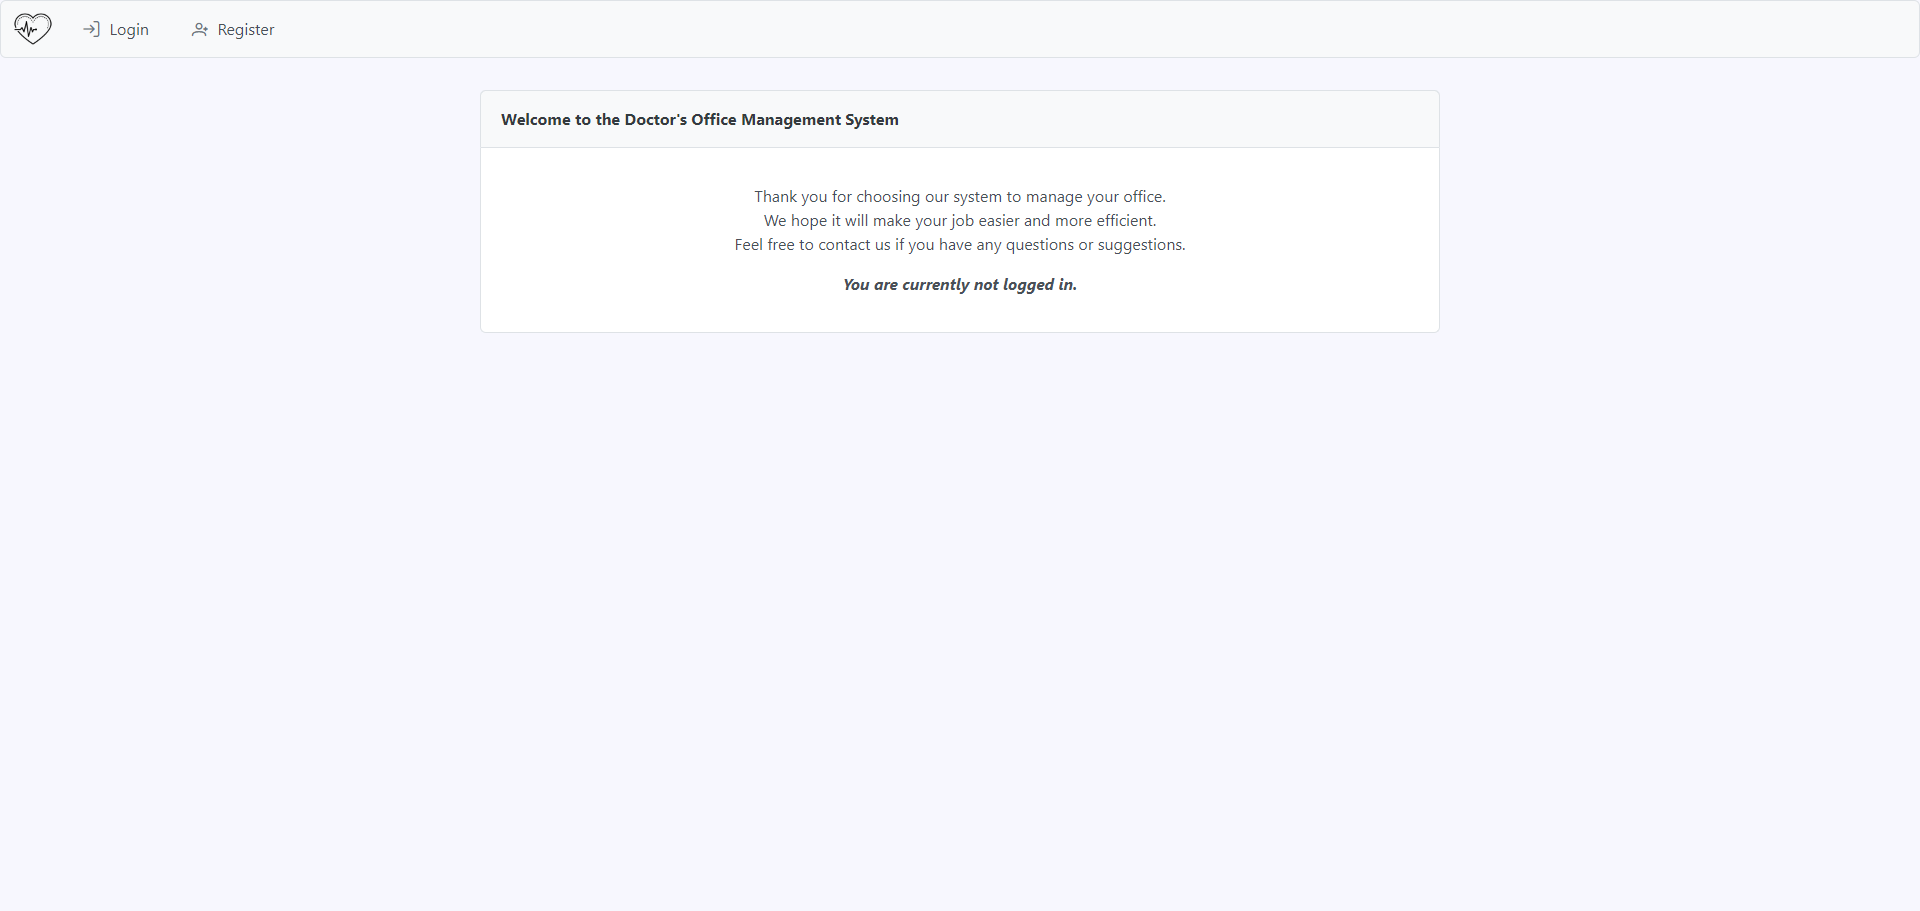 Login
Register
Welcome to the Doctor's Office Management System
Thank you for choosing our system to manage your office.
We hope it will make your job easier and more efficient.
Feel free to contact us if you have any questions or suggestions.
You are currently not logged in.